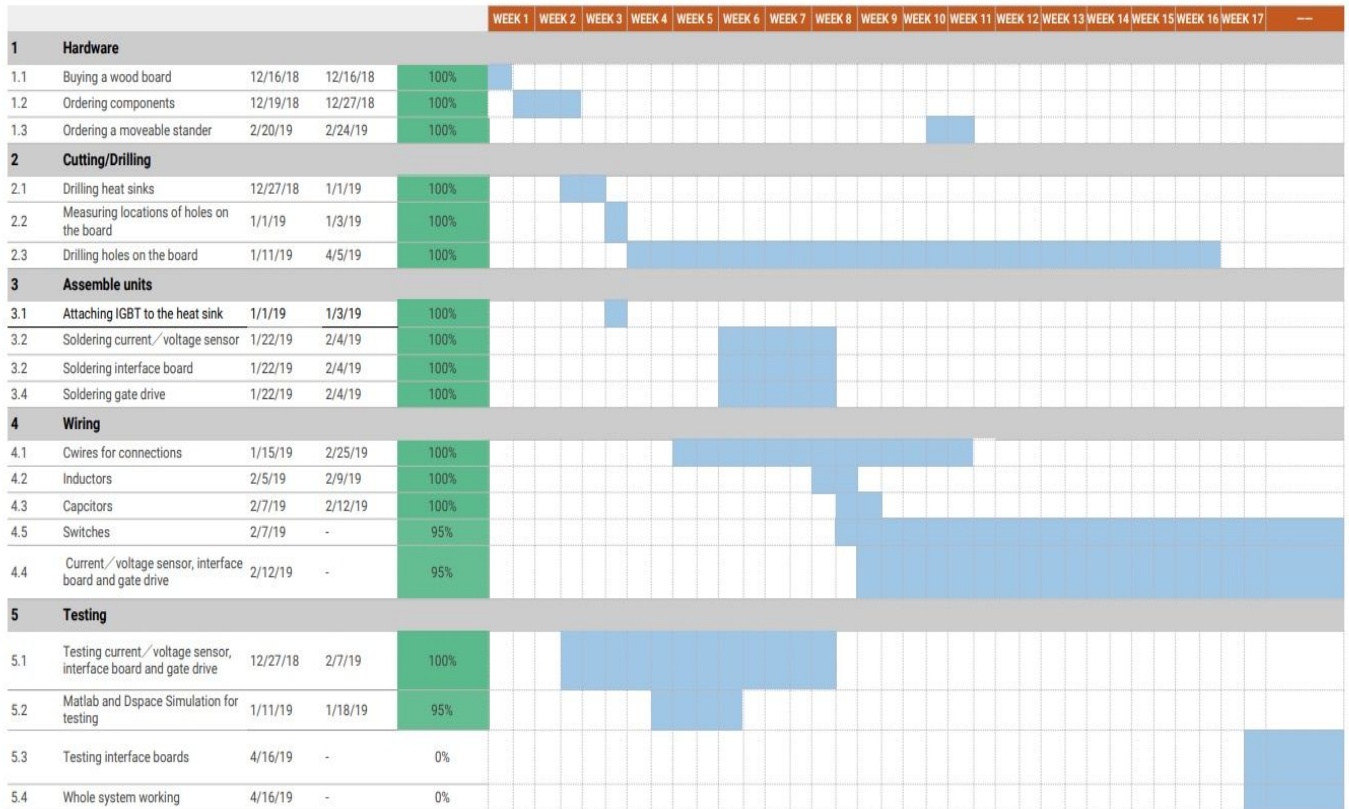 WEEK 1 WEEK 2 WEEK 3 WEEK 4 WEEK 5 WEEK 6 WEEK 7 WEEK 8 WEEK 9 WEEK 10 WEEK 11 WEEK 12 WEEK 13 WEEK 14 WEEK 15 WEEK 16 WEEK 17 ——
1 Hardware
1.1 Buying a wood board 12/16/18 12/16/18 100%
1.2 Ordering components 12/19/18 12/27/18 100%
1.3 Ordering a moveable stander 2/20/19 2/24/19 100%
2 Cutting/Drilling
2.1 Drilling heat sinks 12/27/18 1/1/19 100%
2.2 Measuring locations of holes on
the board 1/1/19 1/3/19 100%
2.3 Drilling holes on the board 1/11/19 4/5/19 100%
3 Assemble units
3.1 Attaching IGBT to the heat sink 1/1/19 1/3/19 100%
3.2 Soldering current／voltage sensor 1/22/19 2/4/19 100%
3.2 Soldering interface board 1/22/19 2/4/19 100%
3.4 Soldering gate drive 1/22/19 2/4/19 100%
4 Wiring
4.1 Cwires for connections 1/15/19 2/25/19 100%
4.2 Inductors 2/5/19 2/9/19 100%
4.3 Capcitors 2/7/19 2/12/19 100%
4.5 Switches 2/7/19 - 95%
4.4 Current／voltage sensor, interface
board and gate drive 2/12/19 - 95%
5 Testing
5.1 Testing current／voltage sensor,
interface board and gate drive 12/27/18 2/7/19 100%
5.2 Matlab and Dspace Simulation for
testing 1/11/19 1/18/19 95%
5.3 Testing interface boards 4/16/19 - 0%
5.4 Whole system working 4/16/19 - 0%